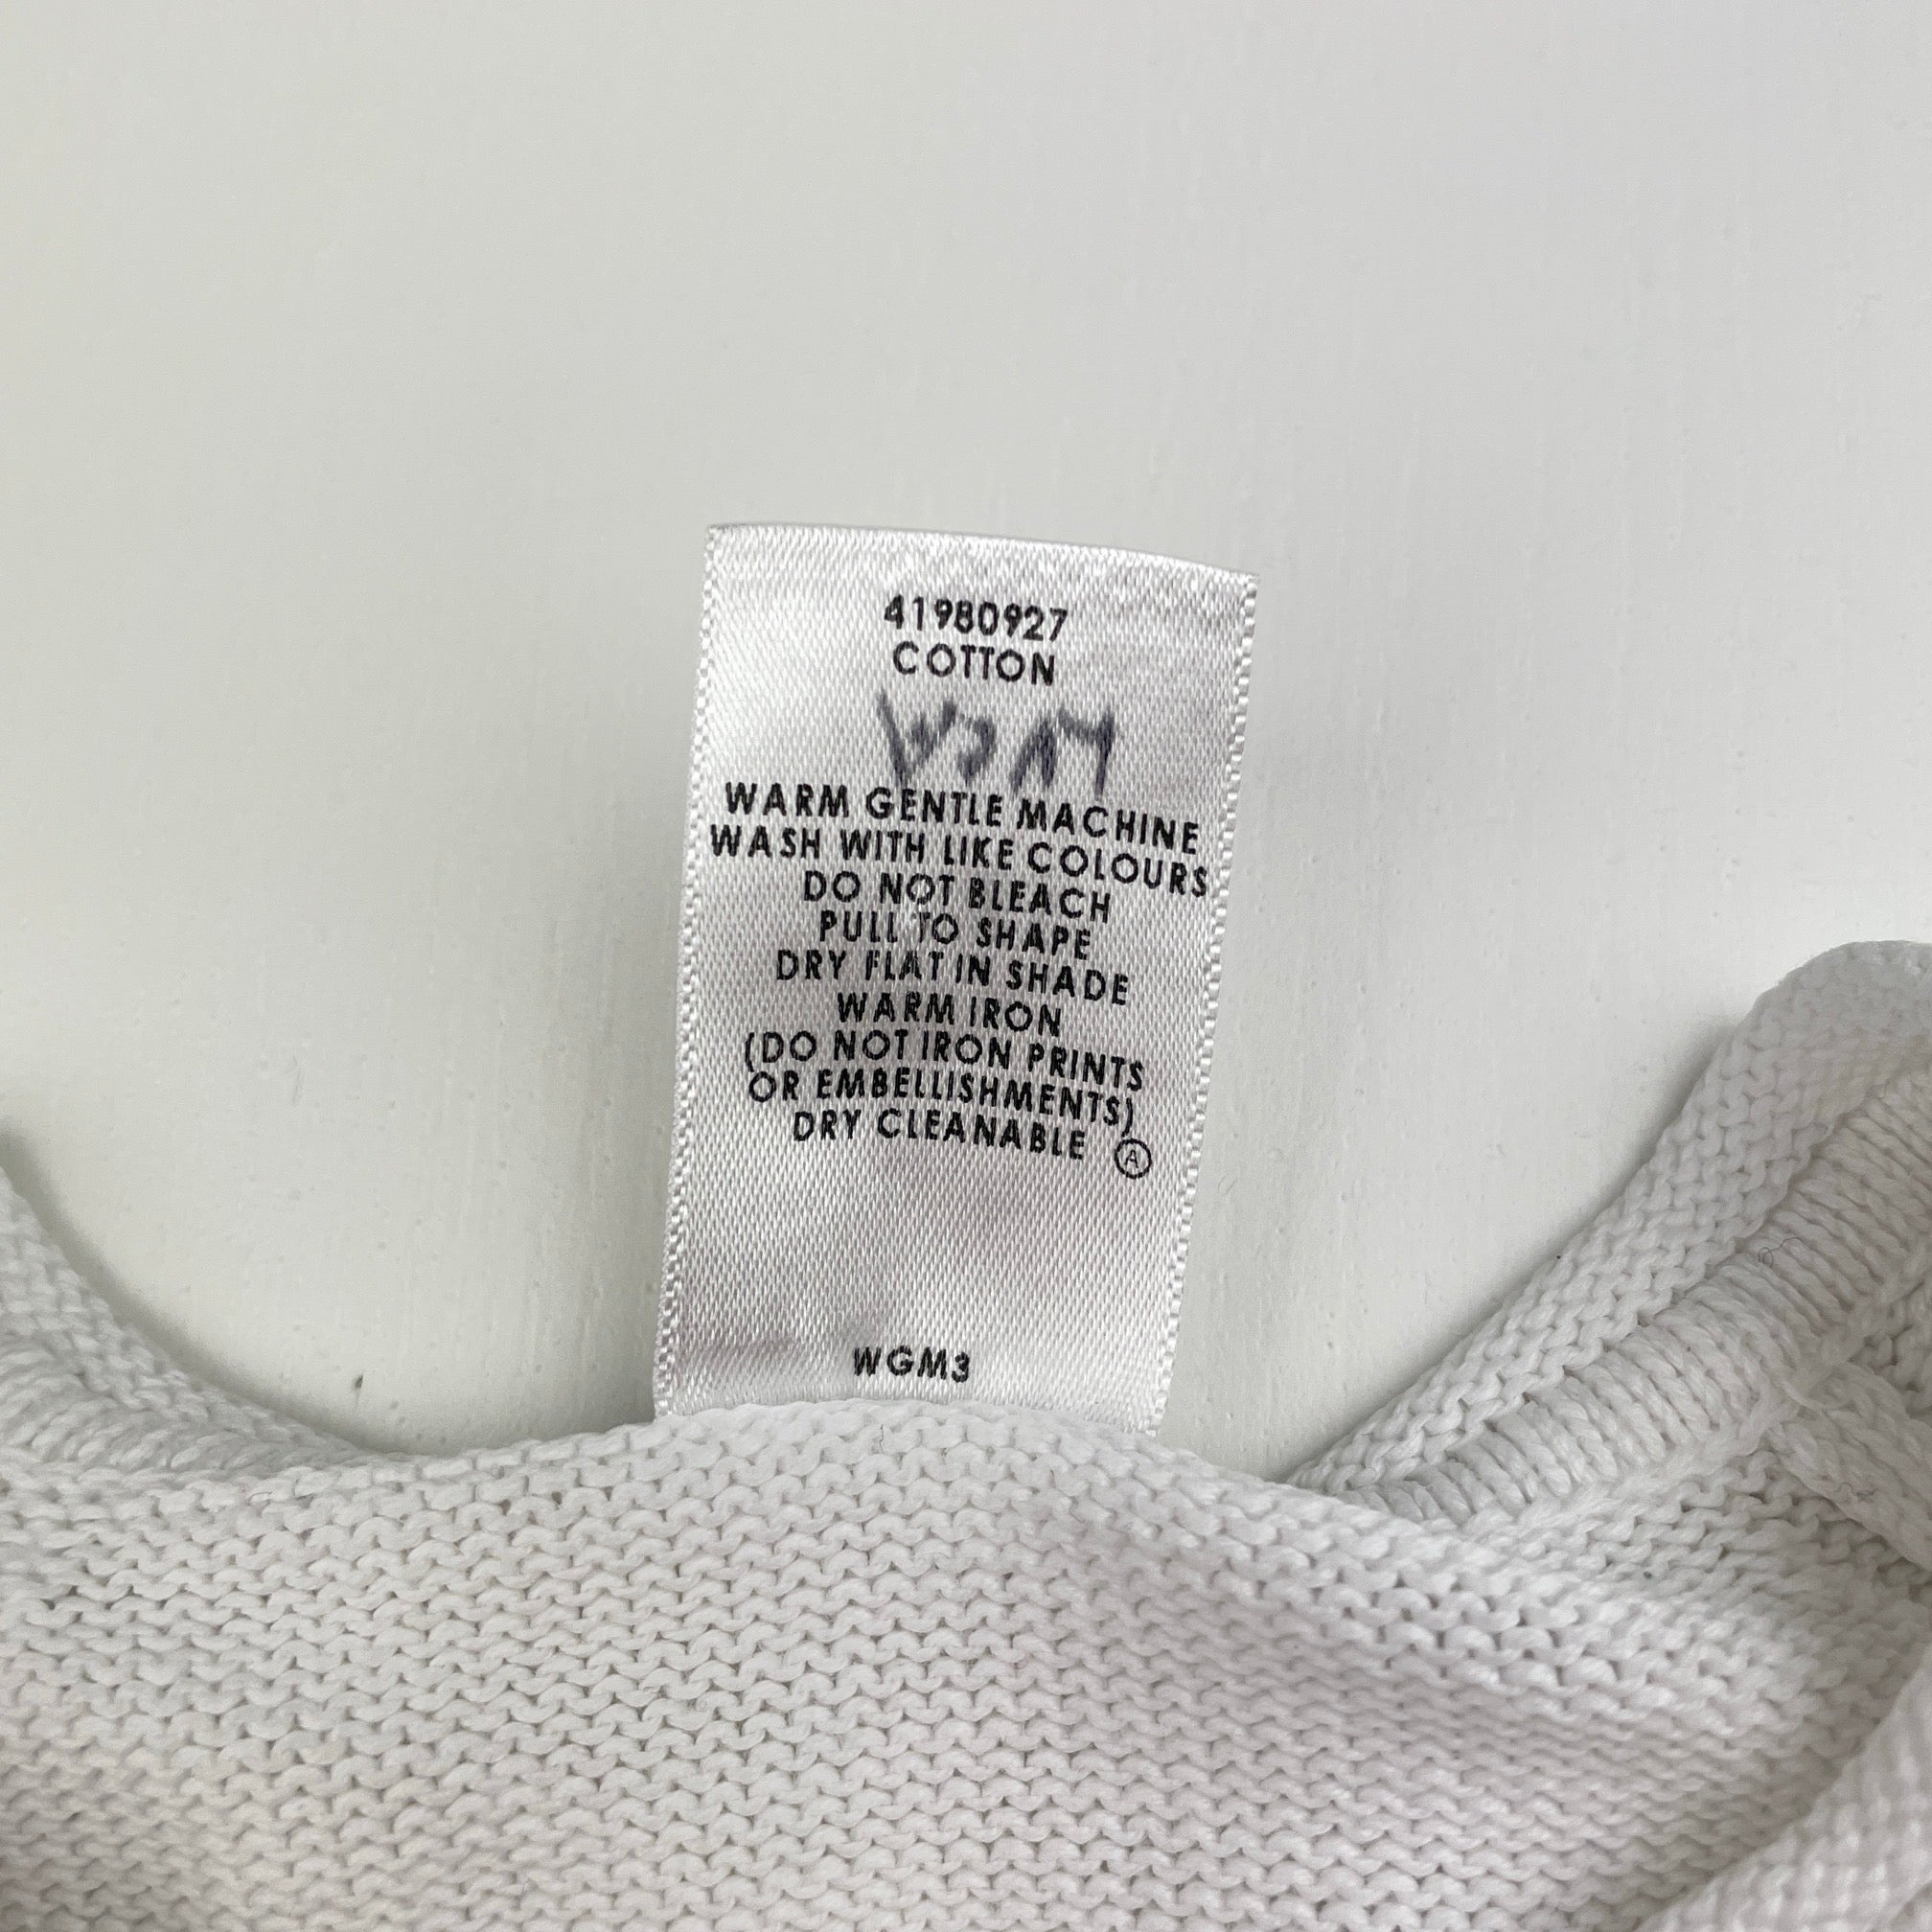 41980927
COTTON
WARM GENTLE MACHINE
WASH WITH LIKE COLOURS
DO NOT BLEACH
PULL TO SHAPE
DRY FLAT IN SHADE
WARM IRON
(DO NOT IRON PRINTS
OR EMBELLISHMENTS)
DRY CLEANABLE Ⓐ
WGM3